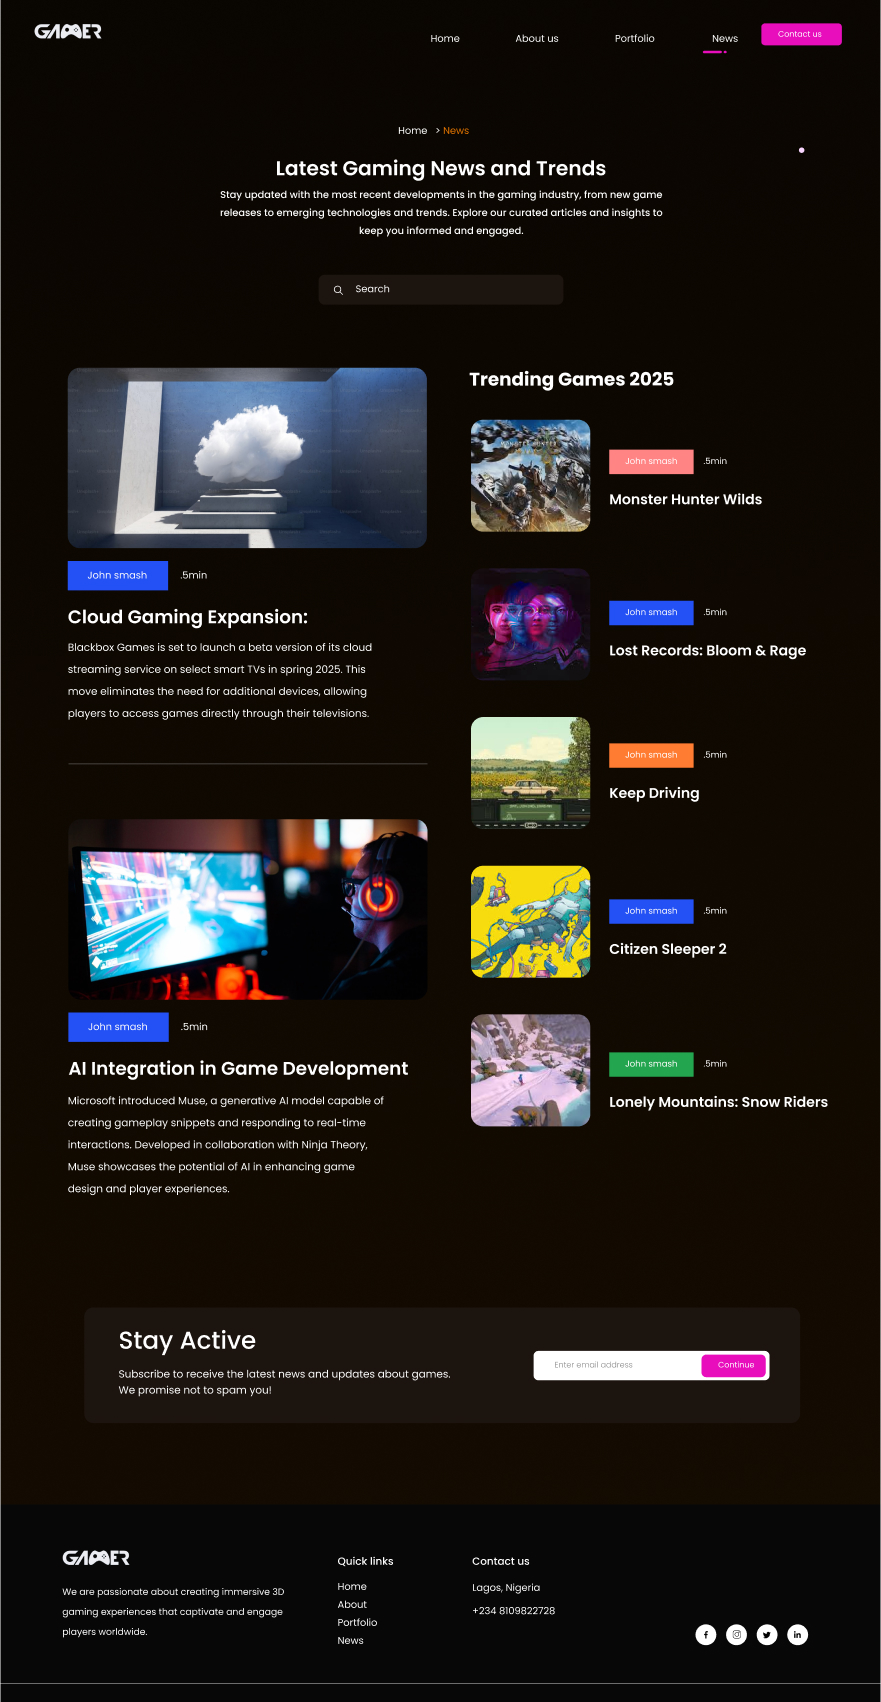 GAMER
Home
About us
Portfolio
News
Contact us
Home > News
Latest Gaming News and Trends
Stay updated with the most recent developments in the gaming industry, from new game
releases to emerging technologies and trends. Explore our curated articles and insights to
keep you informed and engaged.
Search
John smash
.5min
Cloud Gaming Expansion:
Blackbox Games is set to launch a beta version of its cloud
streaming service on select smart TVs in spring 2025. This
move eliminates the need for additional devices, allowing
players to access games directly through their televisions.
John smash
.5min
AI Integration in Game Development
Microsoft introduced Muse, a generative AI model capable of
creating gameplay snippets and responding to real-time
interactions. Developed in collaboration with Ninja Theory,
Muse showcases the potential of AI in enhancing game
design and player experiences.
Trending Games 2025
MONSTER HUNTER
John smash
.5min
Monster Hunter Wilds
John smash
.5min
Lost Records: Bloom & Rage
John smash
.5min
Keep Driving
John smash
.5min
Citizen Sleeper 2
John smash
.5min
Lonely Mountains: Snow Riders
Stay Active
Subscribe to receive the latest news and updates about games.
We promise not to spam you!
Enter email address
Continue
GAMER
We are passionate about creating immersive 3D
gaming experiences that captivate and engage
players worldwide.
Quick links
Home
About
Portfolio
News
Contact us
Lagos, Nigeria
+234 8109822728